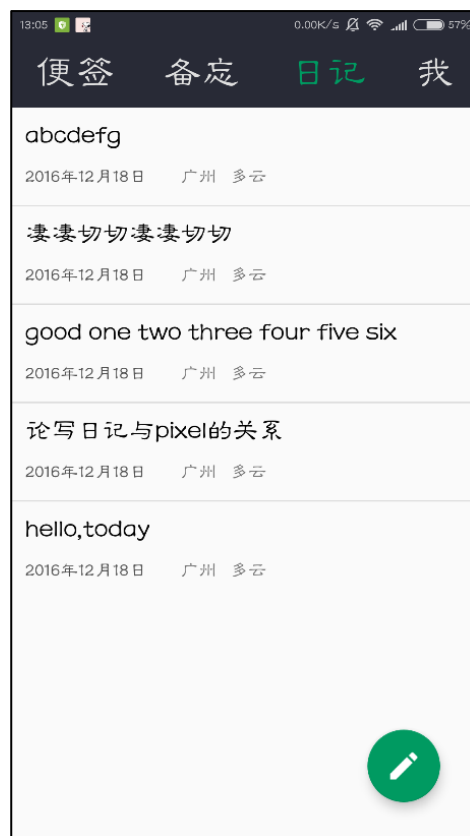 13:05 0.00K/s 57%
便签 备忘 日记 我
abcdefg
2016年12月18日 广州 多云
凄凄切切凄凄切切
2016年12月18日 广州 多云
good one two three four five six
2016年12月18日 广州 多云
论写日记与pixel的关系
2016年12月18日 广州 多云
hello,today
2016年12月18日 广州 多云